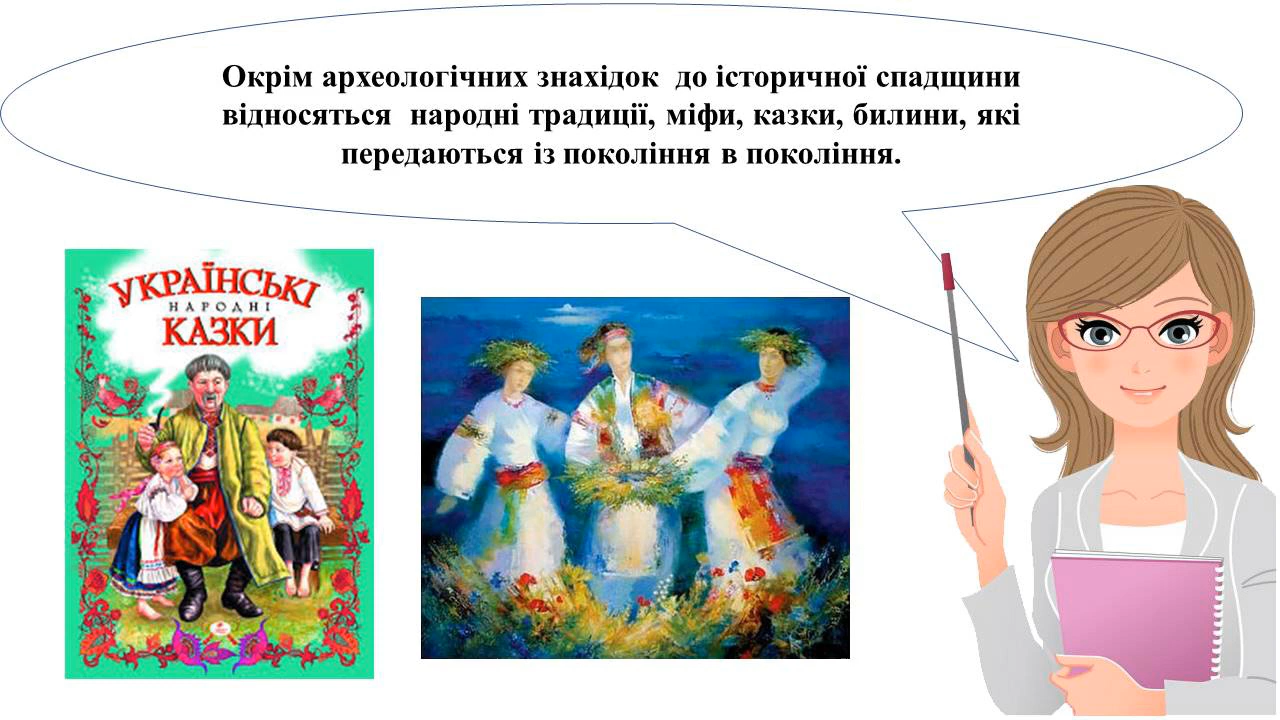 Окрім археологічних знахідок  до історичної спадщини
відносяться  народні традиції, міфи, казки, билини, які
передаються із покоління в покоління.
УКРАЇНСЬКІ
НАРОДНІ
КАЗКИ